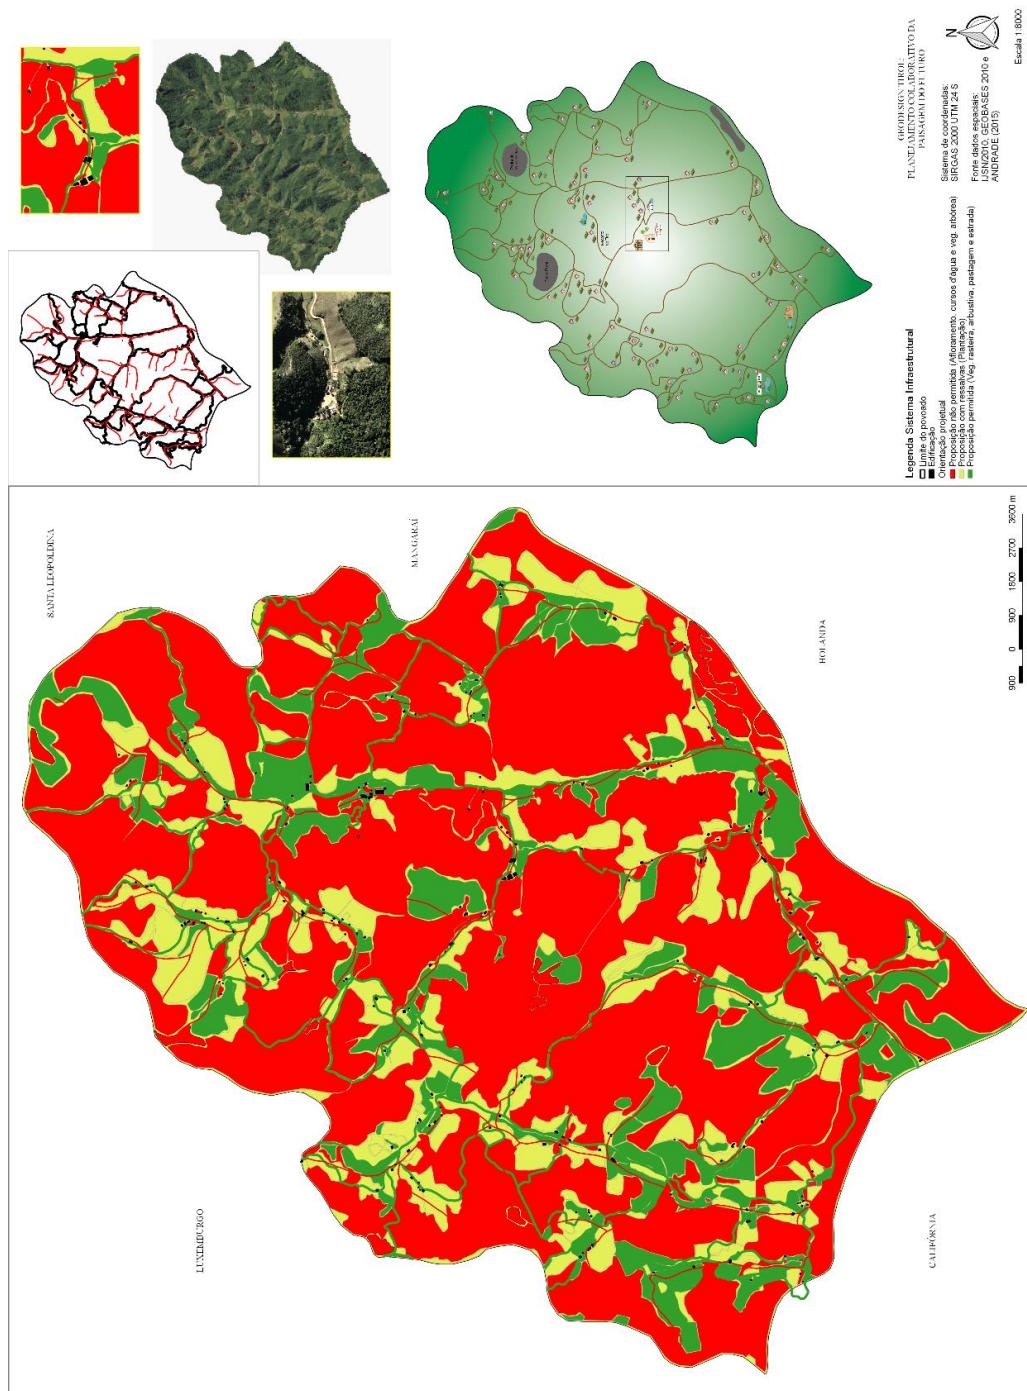 GEODESIGN TIROL:
PLANEJAMENTO COLABORATIVO DA
PAISAGEM DO FUTURO
Sistema de coordenadas:
SIRGAS 2000 UTM 24 S
Fonte dados espaciais:
IJSN/2010, GEOBASES 2010 e
ANDRADE (2015)
N
Escala 1:8000
Legenda Sistema Infraestrutural
Limite do povoado
Edificação
Orientação projetual
Proposição não permitida (Afloramento, cursos d'água e veg. arbórea)
Proposição com ressalvas (Plantação)
Proposição permitida (Veg. rasteira, arbustiva, pastagem e estrada)
900 0 900 1800 2700 3600 m
SANTA LEOPOLDINA
MANGARAÍ
HOLANDA
LUXEMBURGO
CALIFÓRNIA